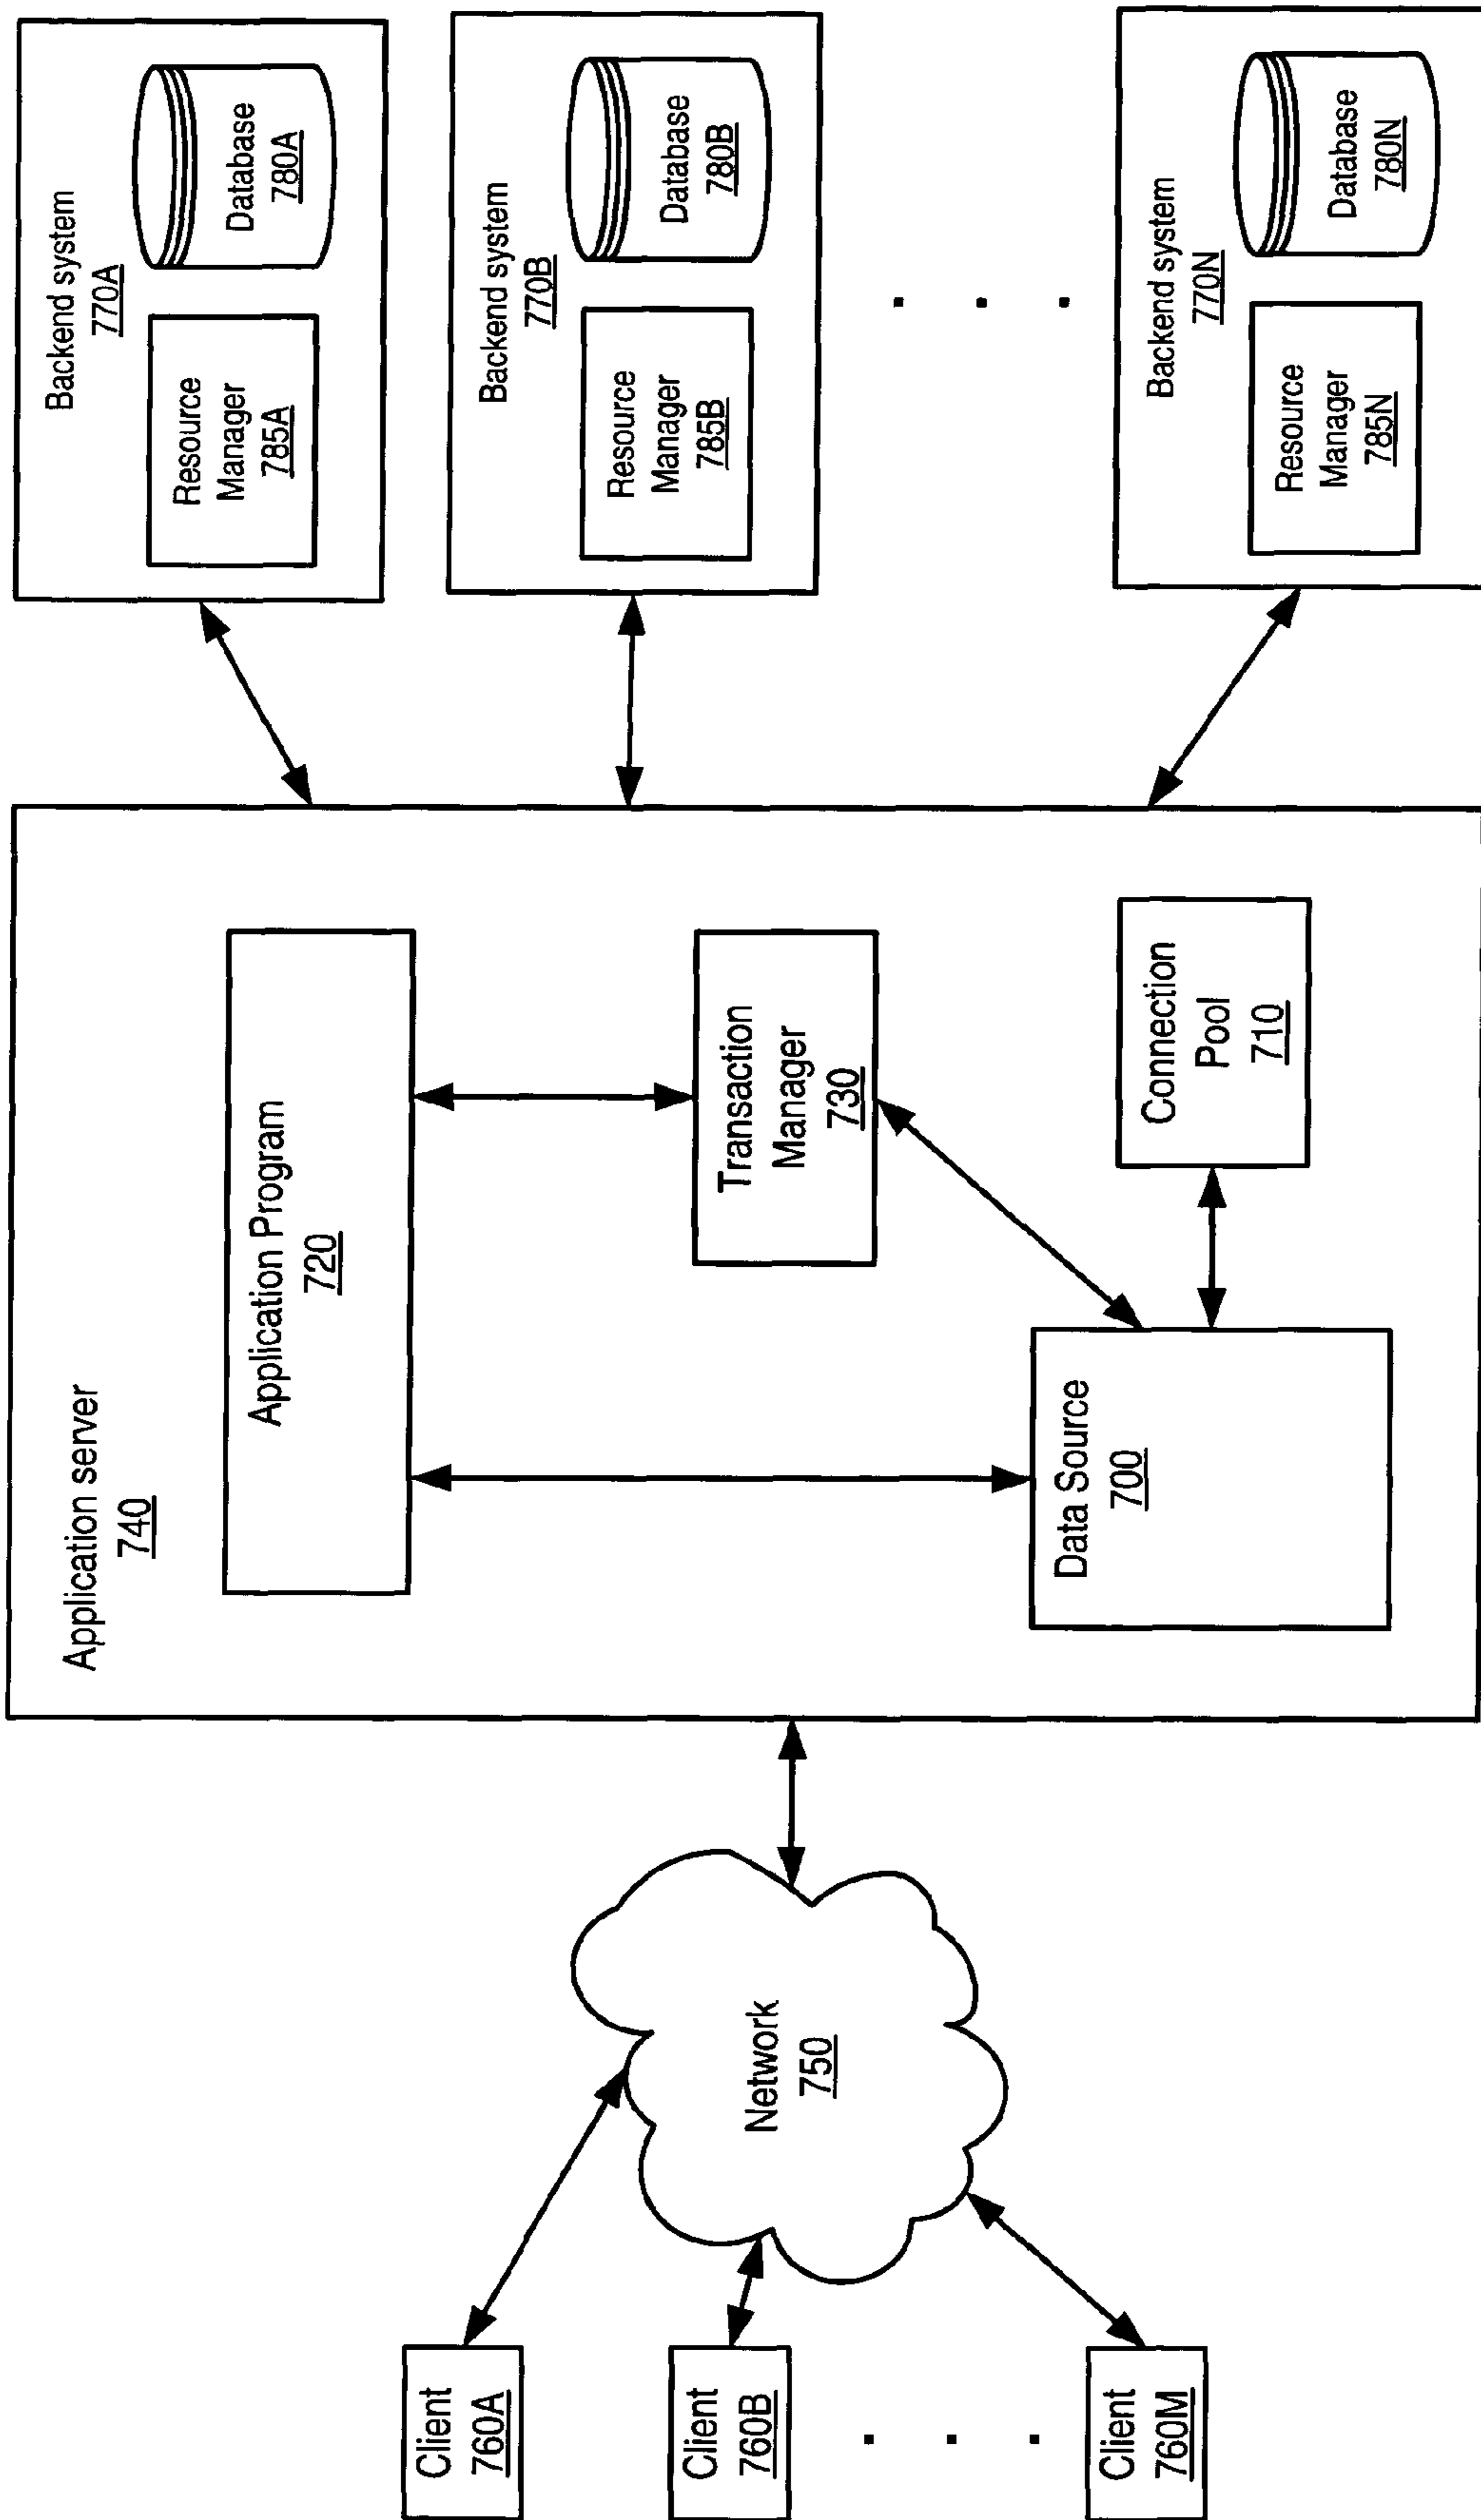 Client
760A
Client
760B
. . .
Client
760M
Network
750
Application server
740
Application Program
720
Transaction
Manager
730
Data Source
700
Connection
Pool
710
Backend system
770A
Resource
Manager
785A
Database
780A
Backend system
770B
Resource
Manager
785B
Database
780B
. . .
Backend system
770N
Resource
Manager
785N
Database
780N